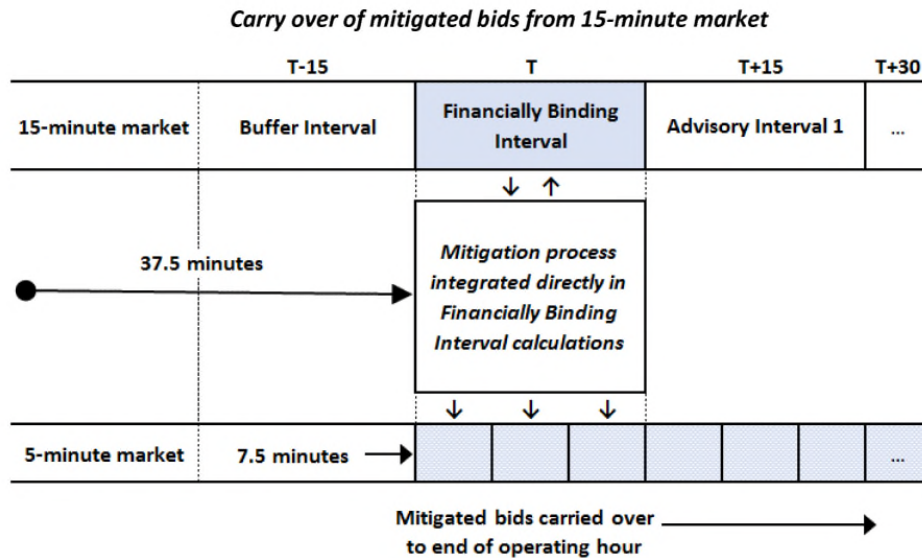 Carry over of mitigated bids from 15-minute market
T-15 T T+15 T+30
15-minute market Buffer Interval Financially Binding Interval Advisory Interval 1 ...
↓ ↑
37.5 minutes
Mitigation process
integrated directly in
Financially Binding
Interval calculations
↓ ↓ ↓
5-minute market 7.5 minutes ...
Mitigated bids carried over
to end of operating hour